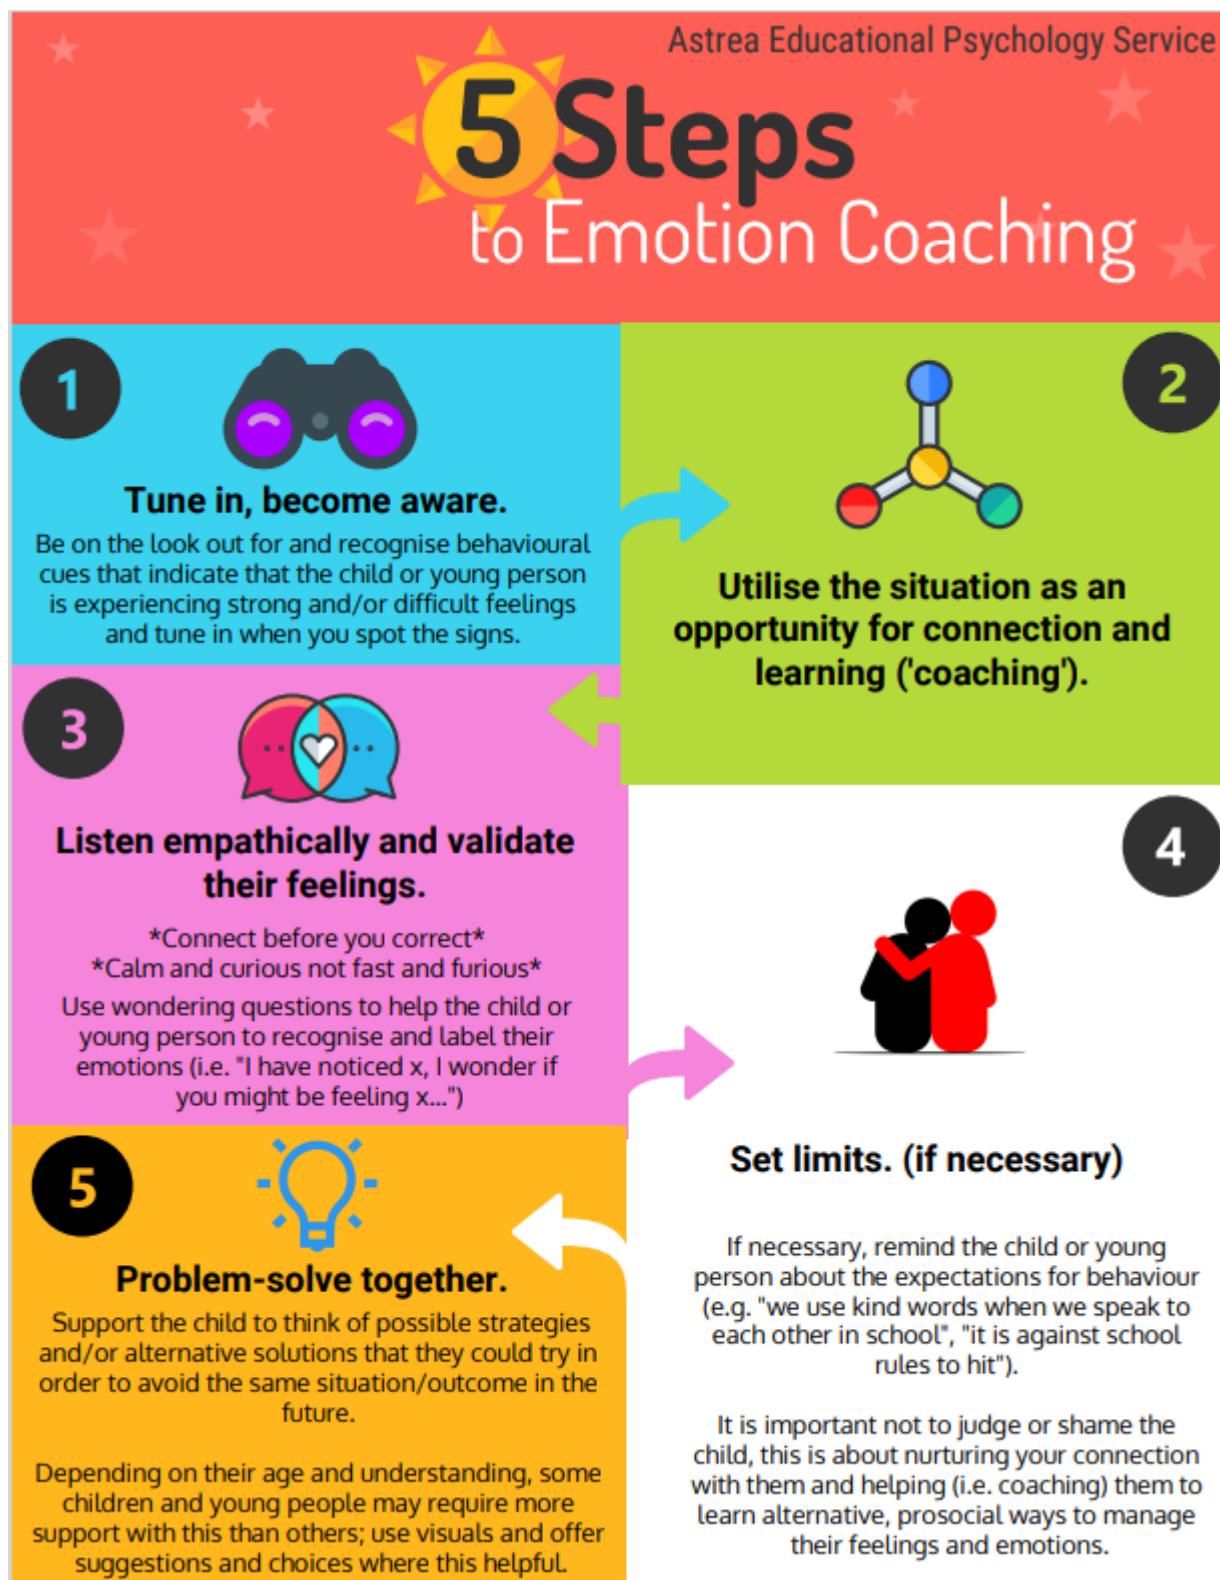 Astrea Educational Psychology Service
5 Steps
to Emotion Coaching
1
Tune in, become aware.
Be on the look out for and recognise behavioural
cues that indicate that the child or young person
is experiencing strong and/or difficult feelings
and tune in when you spot the signs.
2
Utilise the situation as an
opportunity for connection and
learning ('coaching').
3
Listen empathically and validate
their feelings.
*Connect before you correct*
*Calm and curious not fast and furious*
Use wondering questions to help the child or
young person to recognise and label their
emotions (i.e. "I have noticed x, I wonder if
you might be feeling x...")
4
Set limits. (if necessary)
If necessary, remind the child or young
person about the expectations for behaviour
(e.g. "we use kind words when we speak to
each other in school", "it is against school
rules to hit").
It is important not to judge or shame the
child, this is about nurturing your connection
with them and helping (i.e. coaching) them to
learn alternative, prosocial ways to manage
their feelings and emotions.
5
Problem-solve together.
Support the child to think of possible strategies
and/or alternative solutions that they could try in
order to avoid the same situation/outcome in the
future.
Depending on their age and understanding, some
children and young people may require more
support with this than others; use visuals and offer
suggestions and choices where this helpful.